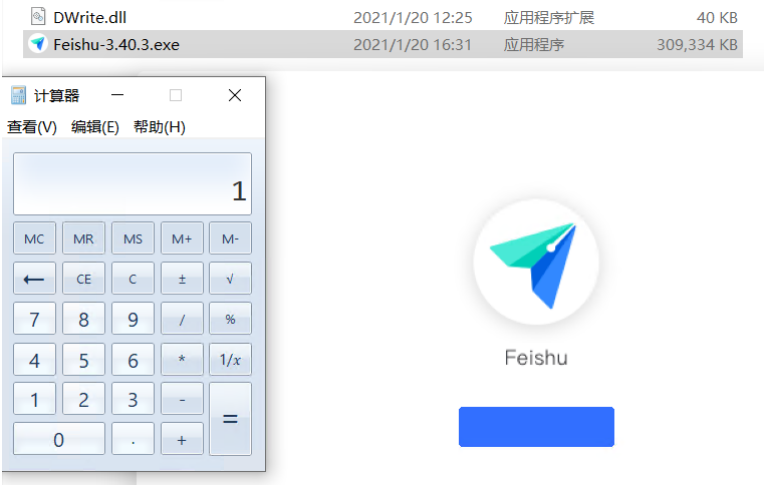 DWrite.dll 2021/1/20 12:25 应用程序扩展 40 KB
Feishu-3.40.3.exe 2021/1/20 16:31 应用程序 309,334 KB
计算器
查看(V) 编辑(E) 帮助(H)
1
MC MR MS M+ M-
← CE C ± √
7 8 9 / %
4 5 6 * 1/x
1 2 3 - =
0 . +
Feishu